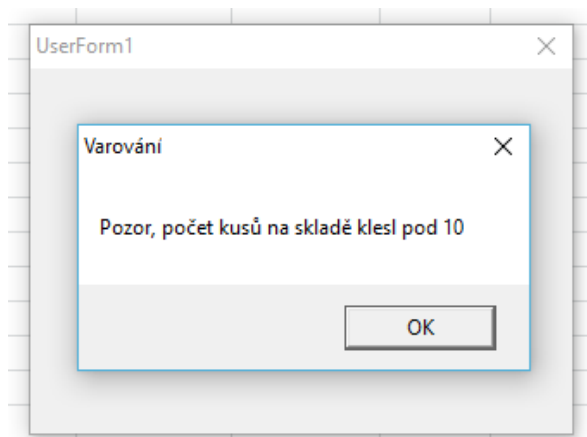 UserForm1
Varování
Pozor, počet kusů na skladě klesl pod 10
OK